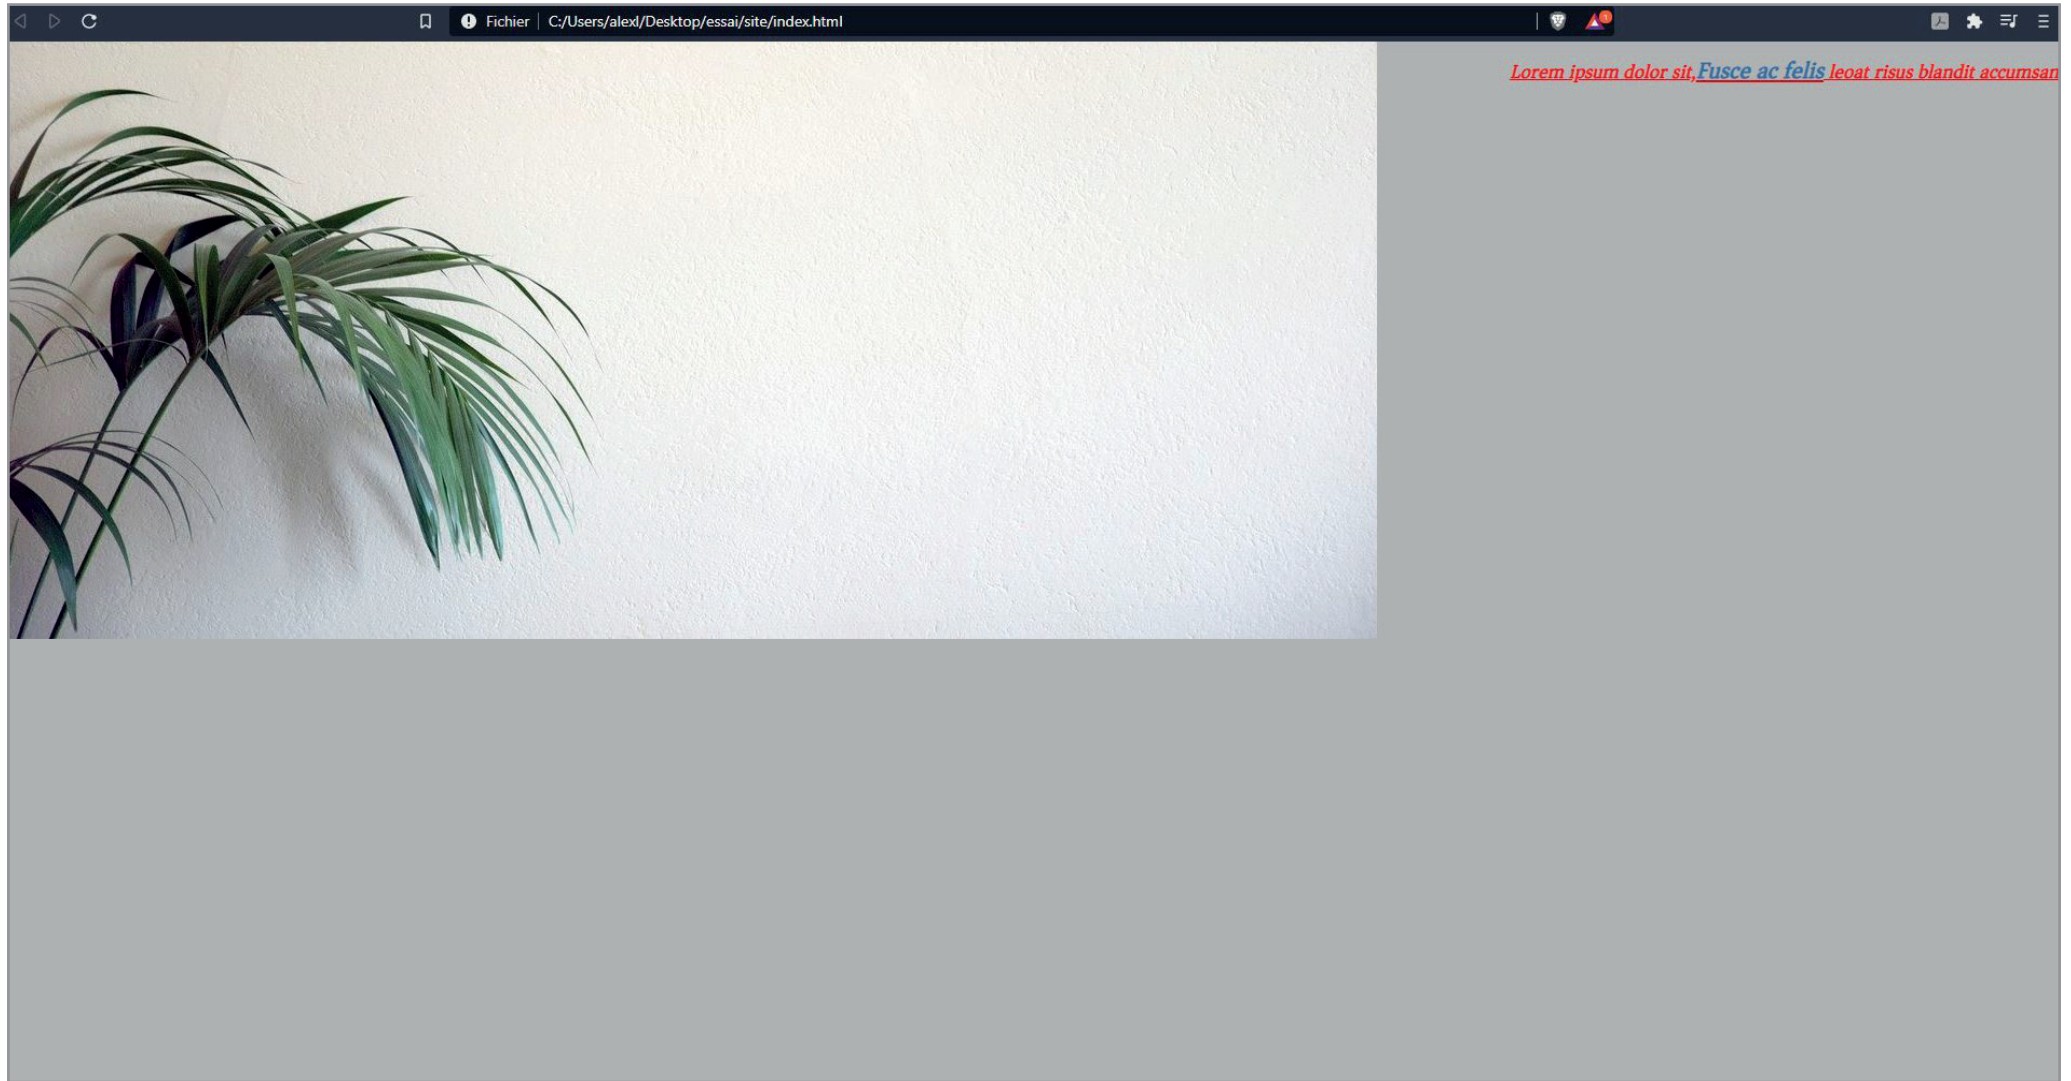 Fichier C:/Users/alexl/Desktop/essai/site/index.html 1
Lorem ipsum dolor sit,Fusce ac felis leoat risus blandit accumsan